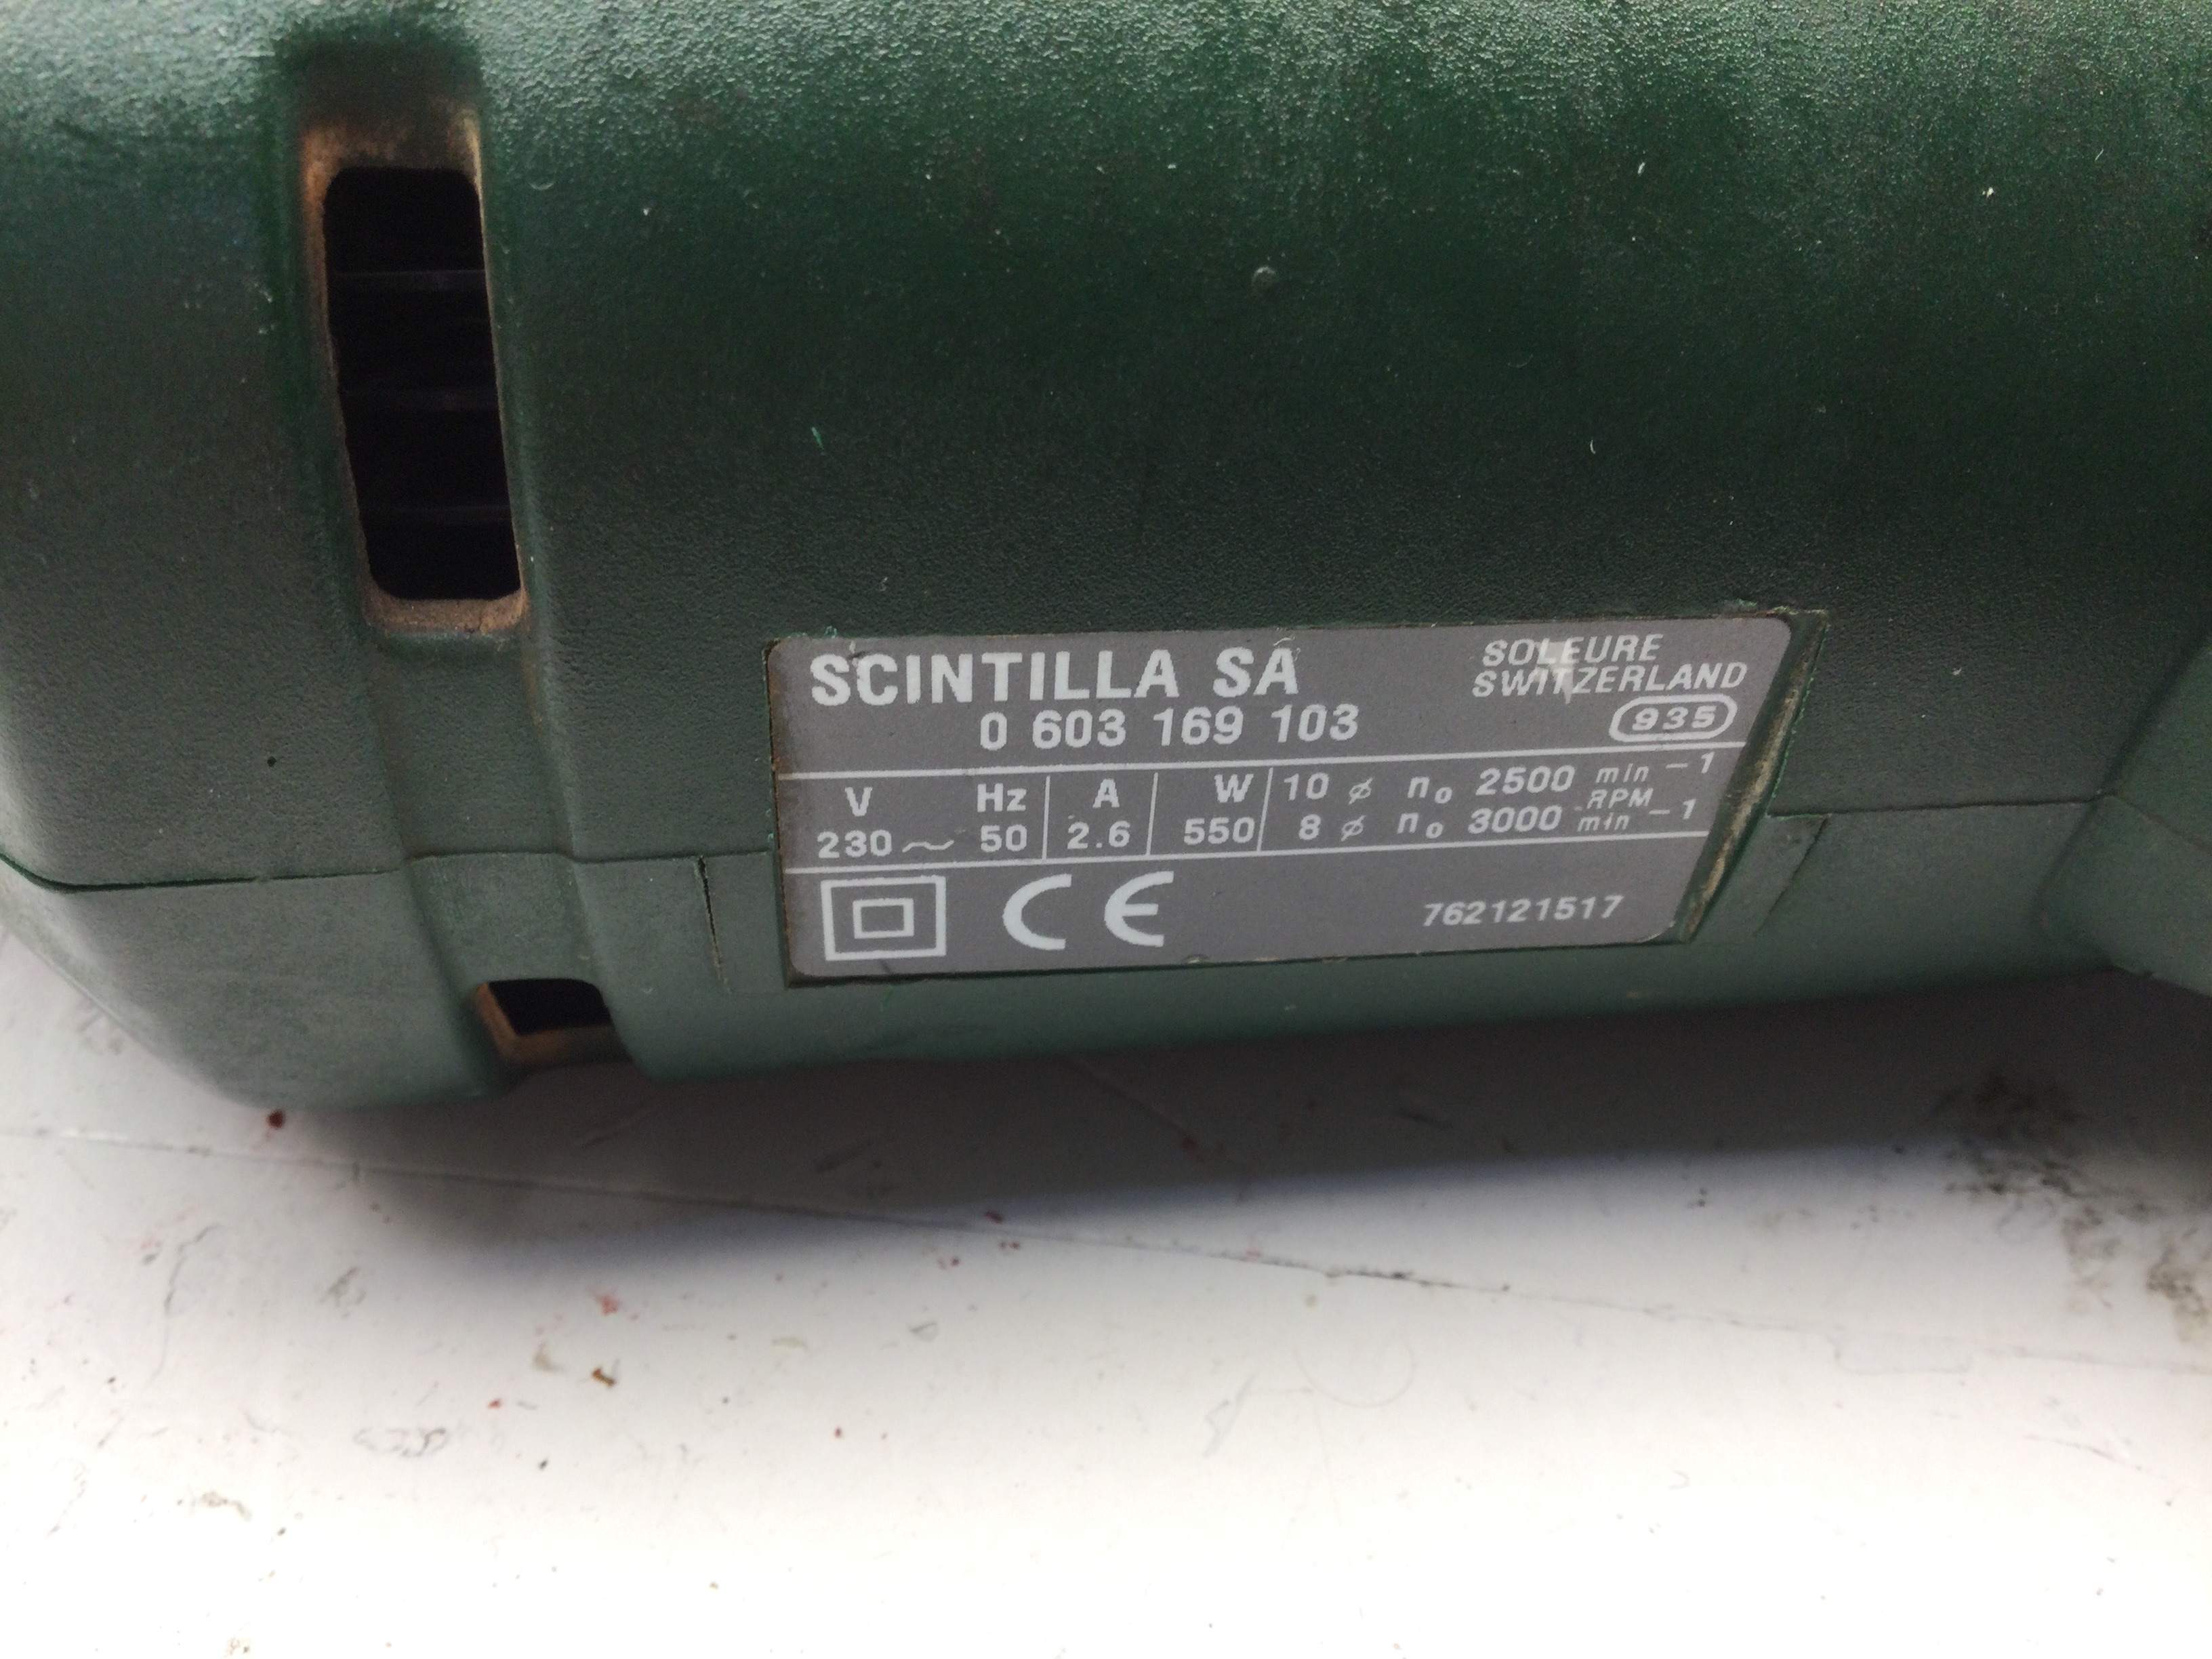 SCINTILLA SA
SOLEURE
SWITZERLAND
0 603 169 103
935
V Hz A W 10 ø n₀ 2500 min⁻¹
RPM
230 ~ 50 2.6 550 8 ø n₀ 3000 min⁻¹
CE
762121517